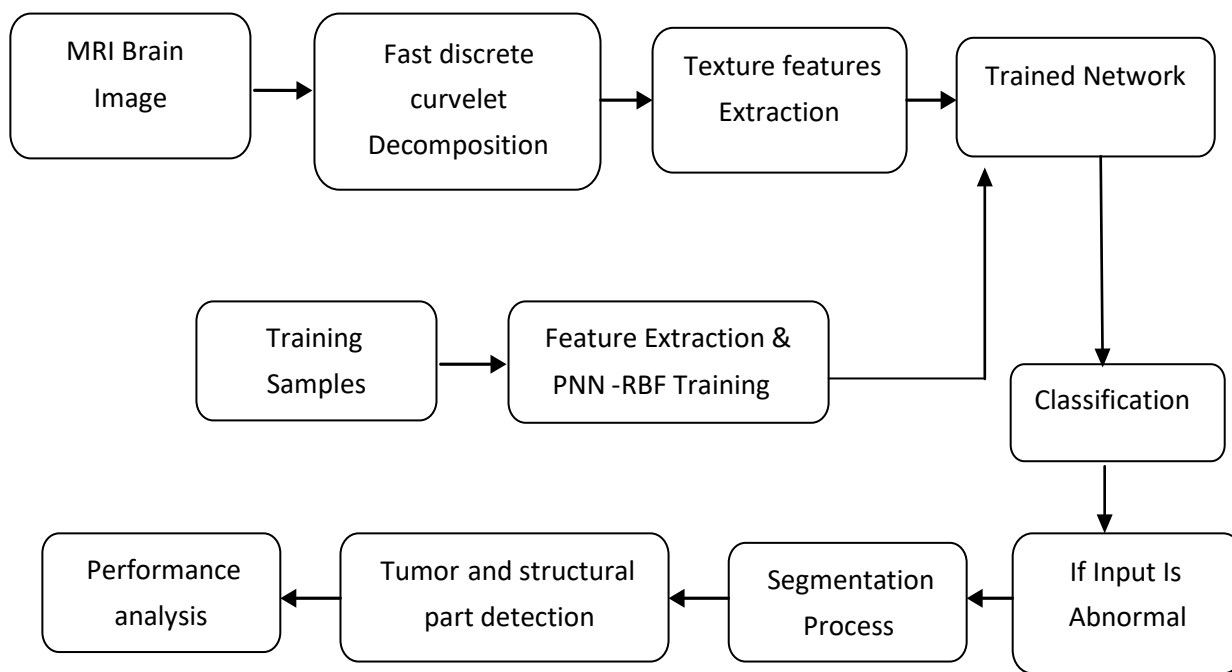 MRI Brain
Image
Fast discrete
curvelet
Decomposition
Texture features
Extraction
Trained Network
Training
Samples
Feature Extraction &
PNN -RBF Training
Classification
Performance
analysis
Tumor and structural
part detection
Segmentation
Process
If Input Is
Abnormal